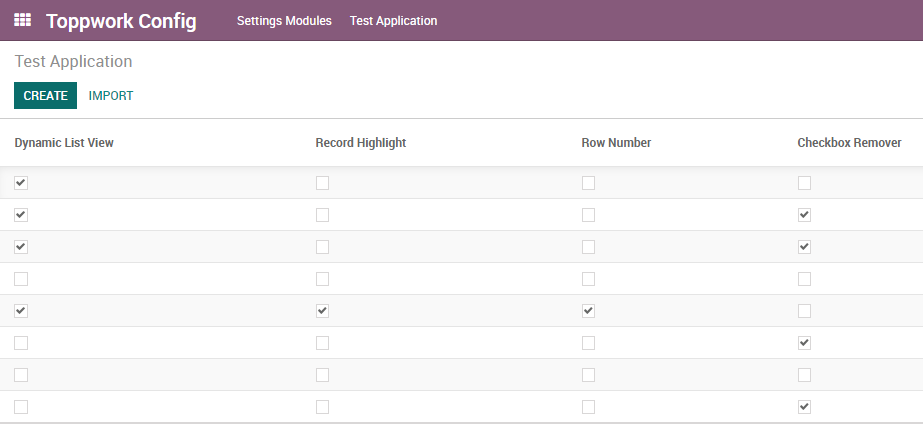 Toppwork Config Settings Modules Test Application
Test Application
CREATE IMPORT
Dynamic List View Record Highlight Row Number Checkbox Remover